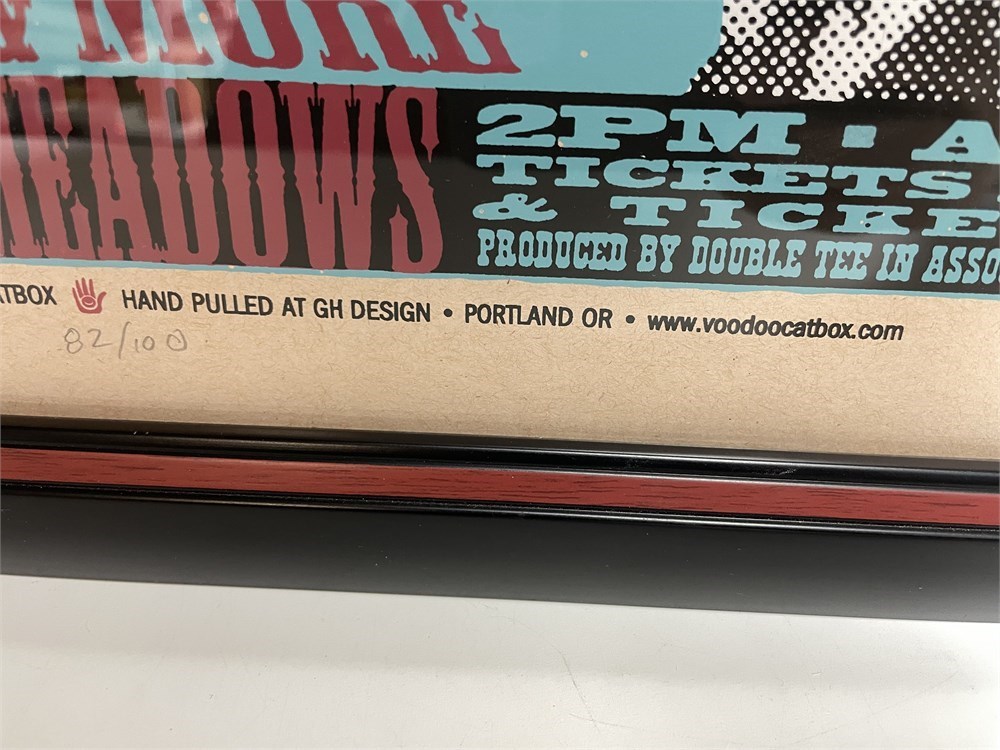 MORE
MEADOWS
2PM · A
TICKETS
& TICKE
PRODUCED BY DOUBLE TEE IN ASSO
ATBOX HAND PULLED AT GH DESIGN • PORTLAND OR • www.voodoocatbox.com
82/100